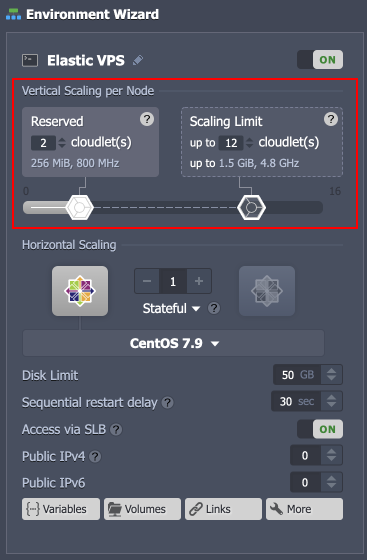 Environment Wizard
Elastic VPS ON
Vertical Scaling per Node
Reserved ?
2 cloudlet(s)
256 MiB, 800 MHz
Scaling Limit ?
up to 12 cloudlet(s)
up to 1.5 GiB, 4.8 GHz
0 16
Horizontal Scaling
− 1 +
Stateful ?
CentOS 7.9
Disk Limit 50 GB
Sequential restart delay ? 30 sec
Access via SLB ? ON
Public IPv4 ? 0
Public IPv6 0
{···} Variables Volumes Links More